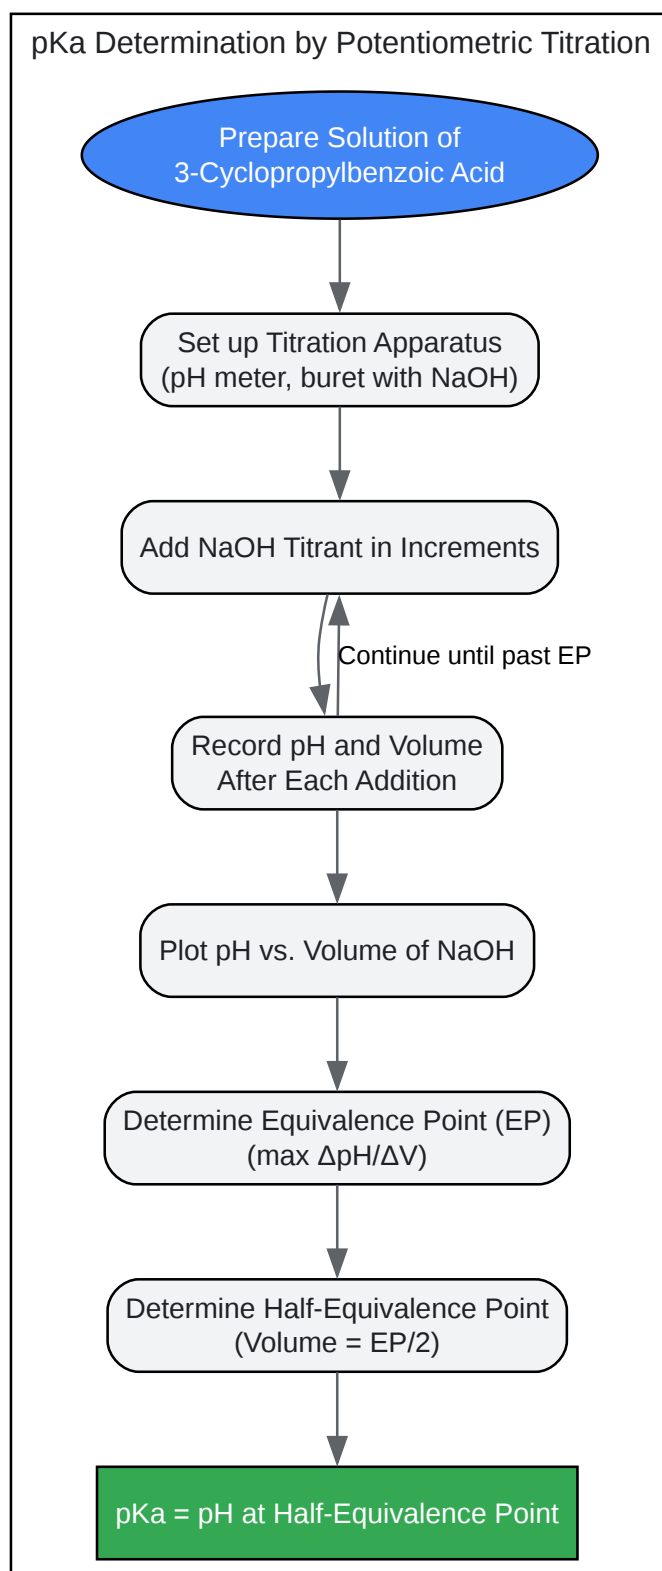 pKa Determination by Potentiometric Titration
Prepare Solution of
3-Cyclopropylbenzoic Acid
Set up Titration Apparatus
(pH meter, buret with NaOH)
Add NaOH Titrant in Increments
Continue until past EP
Record pH and Volume
After Each Addition
Plot pH vs. Volume of NaOH
Determine Equivalence Point (EP)
(max ΔpH/ΔV)
Determine Half-Equivalence Point
(Volume = EP/2)
pKa = pH at Half-Equivalence Point